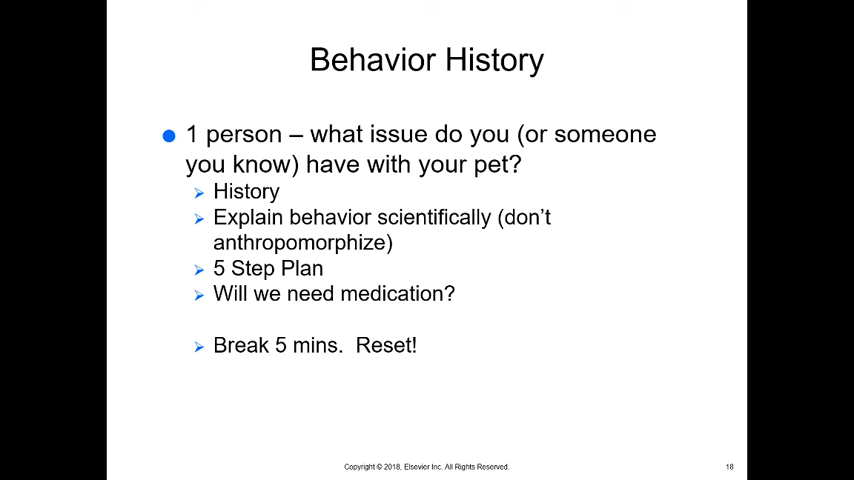 Behavior History
1 person – what issue do you (or someone
you know) have with your pet?
History
Explain behavior scientifically (don't
anthropomorphize)
5 Step Plan
Will we need medication?
Break 5 mins.  Reset!
Copyright © 2018, Elsevier Inc. All Rights Reserved.
18